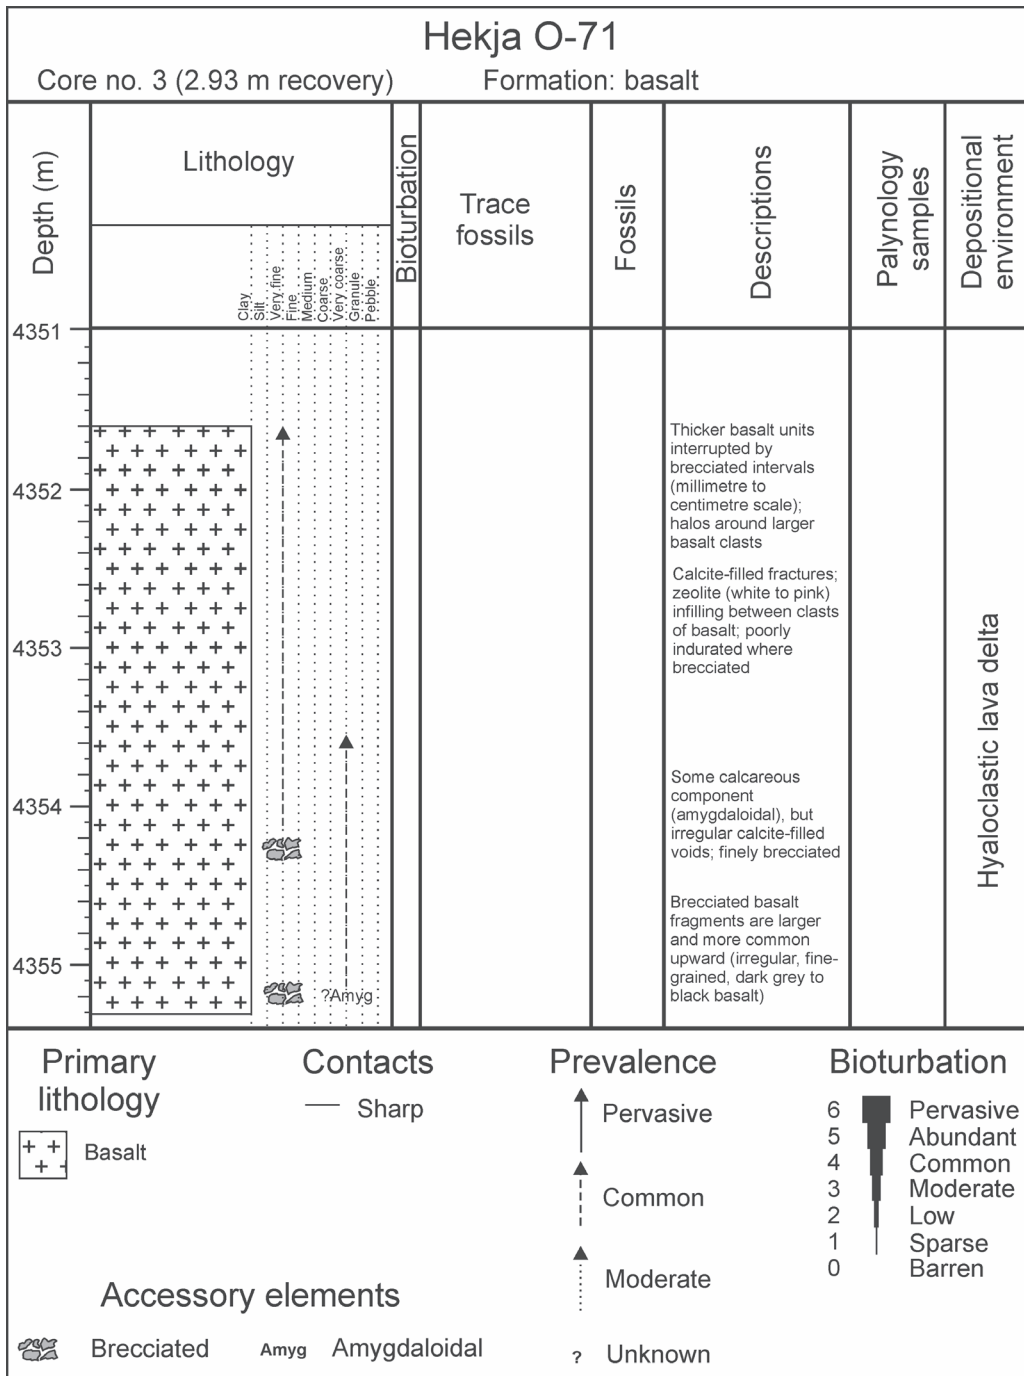 Hekja O-71
Core no. 3 (2.93 m recovery)
Formation: basalt
Depth (m)
Lithology
Clay
Silt
Very fine
Fine
Medium
Coarse
Very coarse
Granule
Pebble
Bioturbation
Trace
fossils
Fossils
Descriptions
Palynology
samples
Depositional
environment
4351
4352
4353
4354
4355
?Amyg
Thicker basalt units
interrupted by
brecciated intervals
(millimetre to
centimetre scale);
halos around larger
basalt clasts
Calcite-filled fractures;
zeolite (white to pink)
infilling between clasts
of basalt; poorly
indurated where
brecciated
Some calcareous
component
(amygdaloidal), but
irregular calcite-filled
voids; finely brecciated
Brecciated basalt
fragments are larger
and more common
upward (irregular, fine-
grained, dark grey to
black basalt)
Hyaloclastic lava delta
Primary
lithology
Basalt
Contacts
Sharp
Prevalence
Pervasive
Common
Moderate
? Unknown
Bioturbation
6 Pervasive
5 Abundant
4 Common
3 Moderate
2 Low
1 Sparse
0 Barren
Accessory elements
Brecciated
Amyg Amygdaloidal